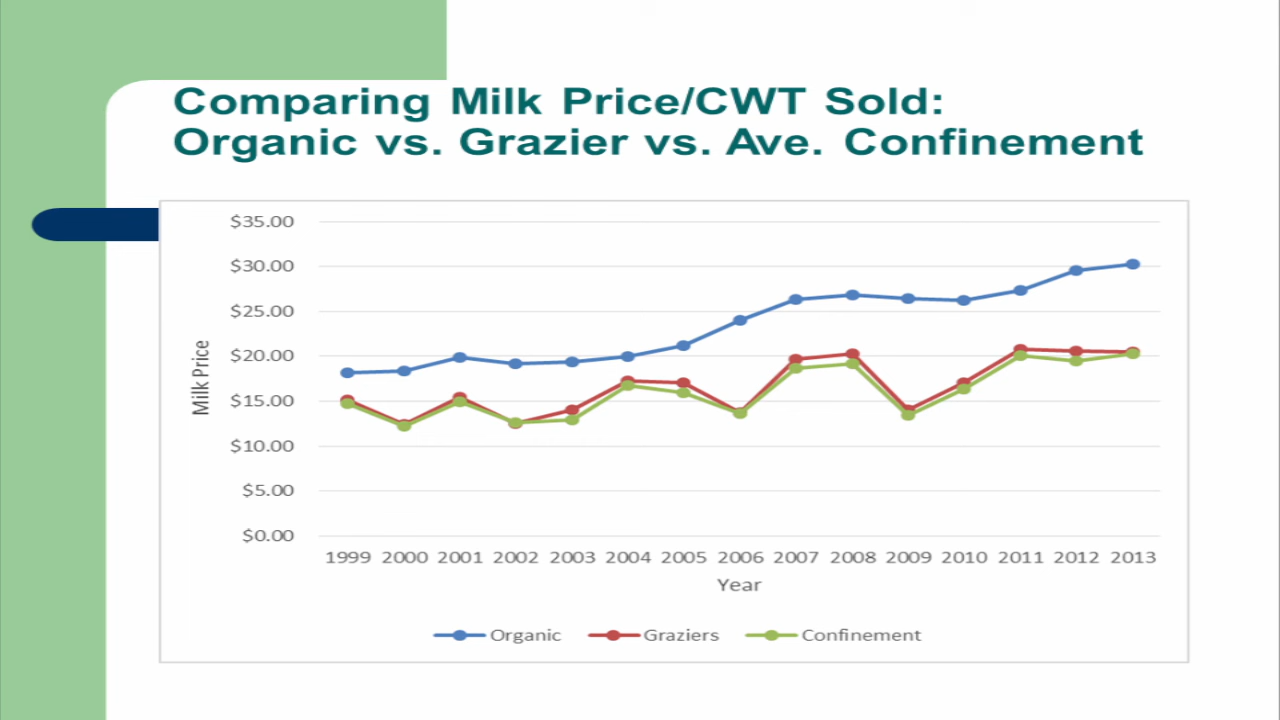 Comparing Milk Price/CWT Sold:
Organic vs. Grazier vs. Ave. Confinement
$35.00
$30.00
$25.00
$20.00
$15.00
$10.00
$5.00
$0.00
Milk Price
1999 2000 2001 2002 2003 2004 2005 2006 2007 2008 2009 2010 2011 2012 2013
Year
Organic Graziers Confinement